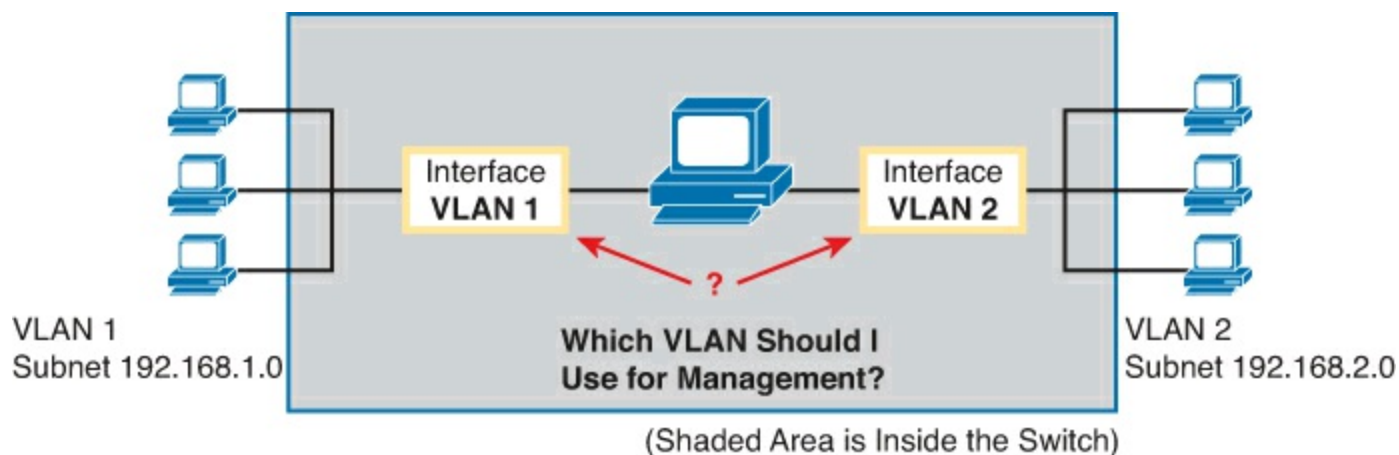 Interface
VLAN 1
Interface
VLAN 2
?
VLAN 1
Subnet 192.168.1.0
Which VLAN Should I
Use for Management?
VLAN 2
Subnet 192.168.2.0
(Shaded Area is Inside the Switch)